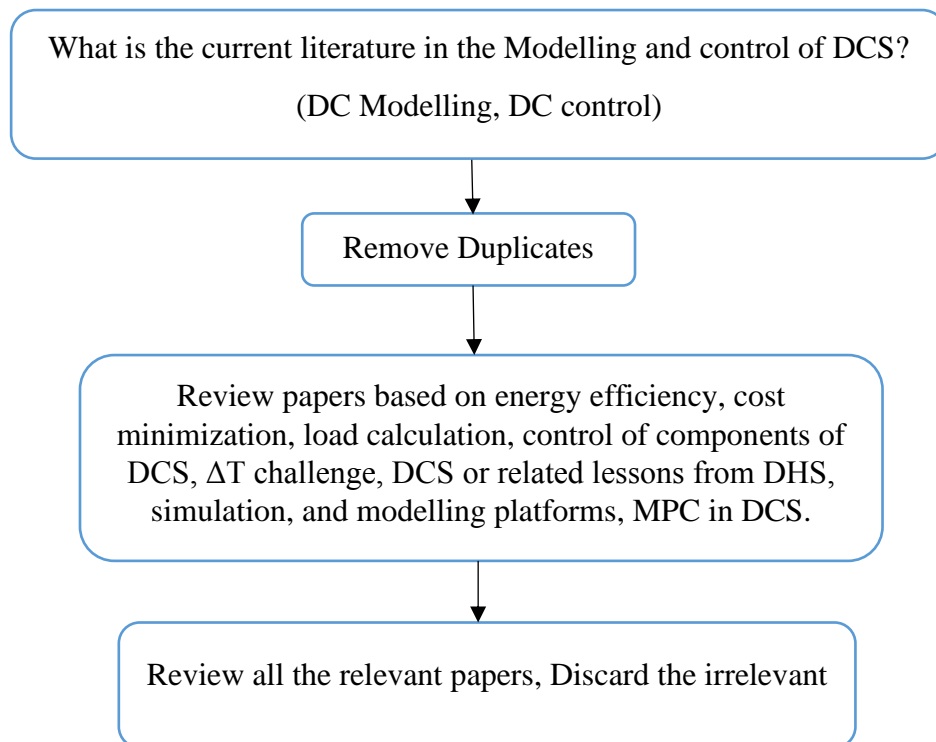 What is the current literature in the Modelling and control of DCS?
(DC Modelling, DC control)
Remove Duplicates
Review papers based on energy efficiency, cost
minimization, load calculation, control of components of
DCS, ΔT challenge, DCS or related lessons from DHS,
simulation, and modelling platforms, MPC in DCS.
Review all the relevant papers, Discard the irrelevant